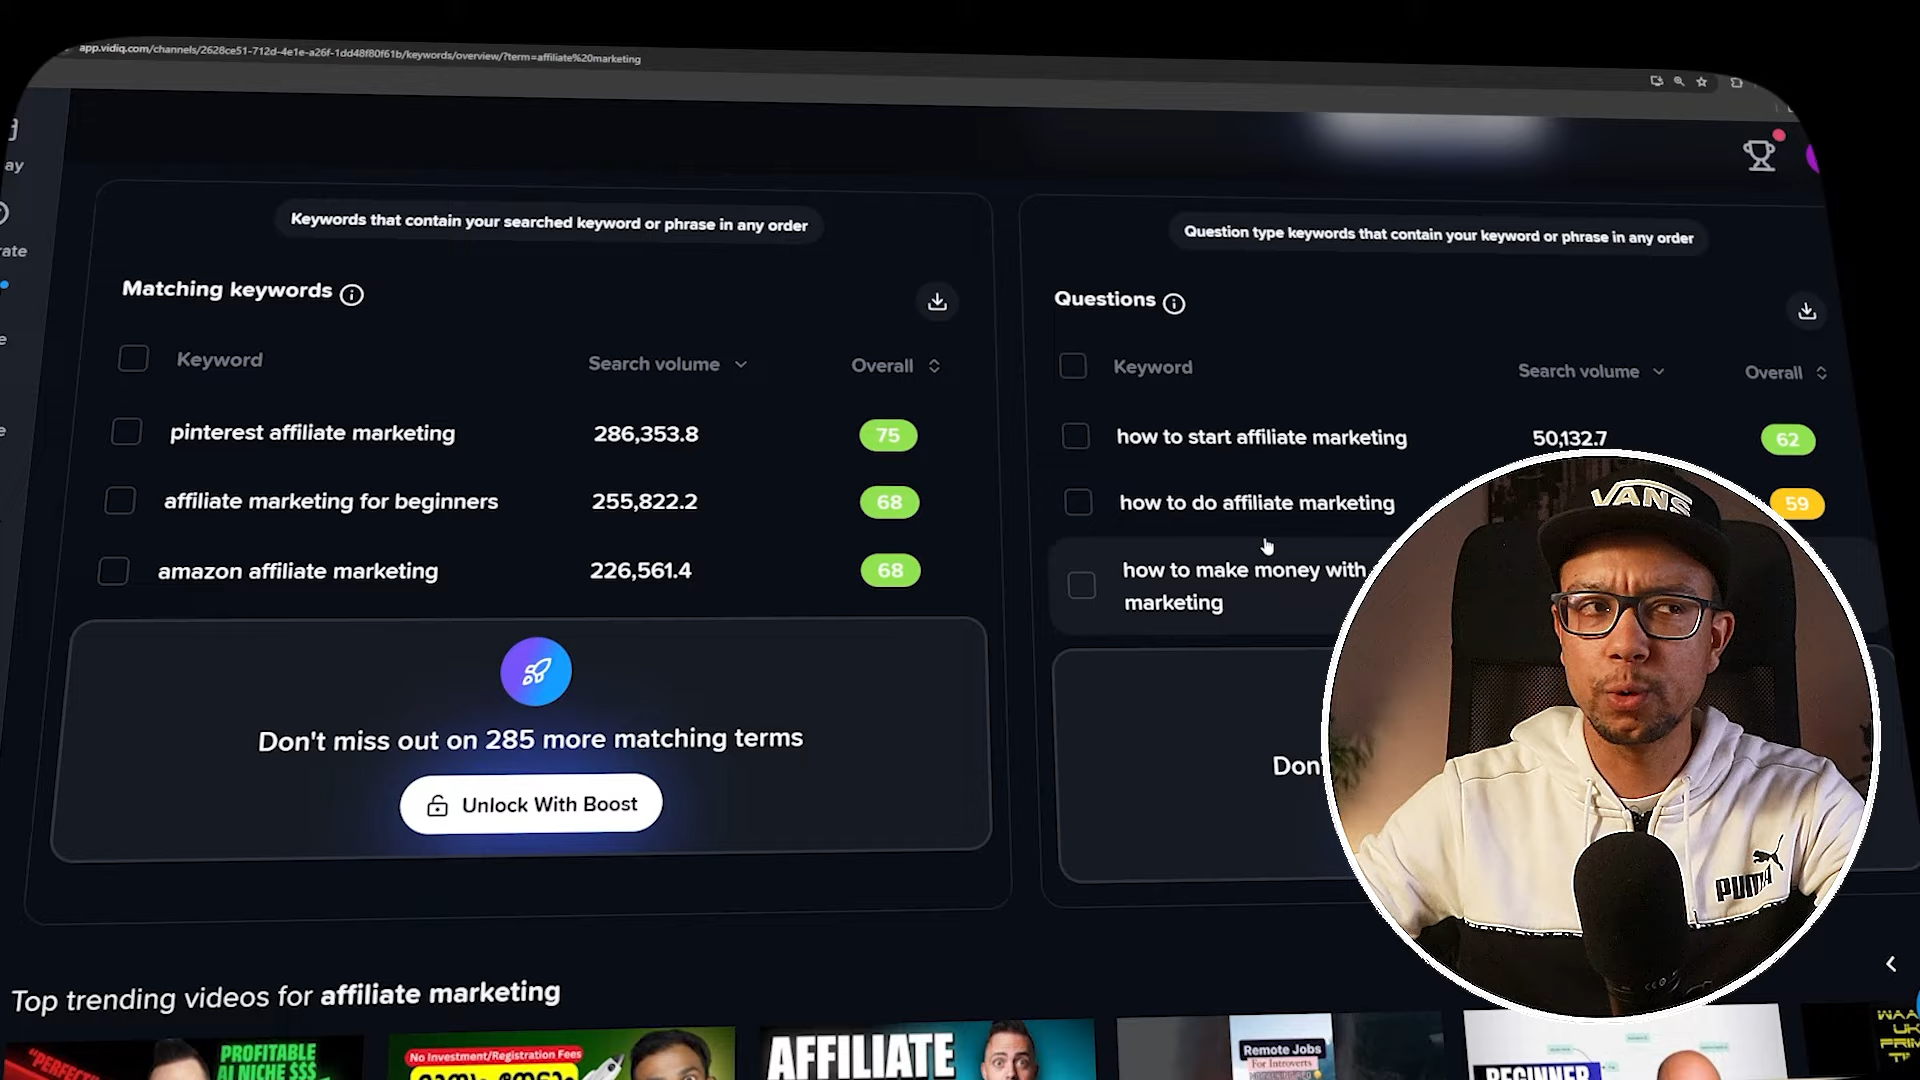 app.vidiq.com/channels/2628ce51-712d-4e1e-a26f-1dd48f80f61b/keywords/overview/?term=affiliate%20marketing
ay
ate
e
e
Keywords that contain your searched keyword or phrase in any order
Matching keywords
Keyword Search volume Overall
pinterest affiliate marketing 286,353.8 75
affiliate marketing for beginners 255,822.2 68
amazon affiliate marketing 226,561.4 68
Don't miss out on 285 more matching terms
Unlock With Boost
Question type keywords that contain your keyword or phrase in any order
Questions
Keyword Search volume Overall
how to start affiliate marketing 50,132.7 62
how to do affiliate marketing 59
how to make money with
marketing
Don'
VANS
PUMA
Top trending videos for affiliate marketing
"PERFECT"
PROFITABLE
AI NICHE $$$
No Investment/Registration Fees
AFFILIATE
Remote Jobs
For Introverts
BEGINNER